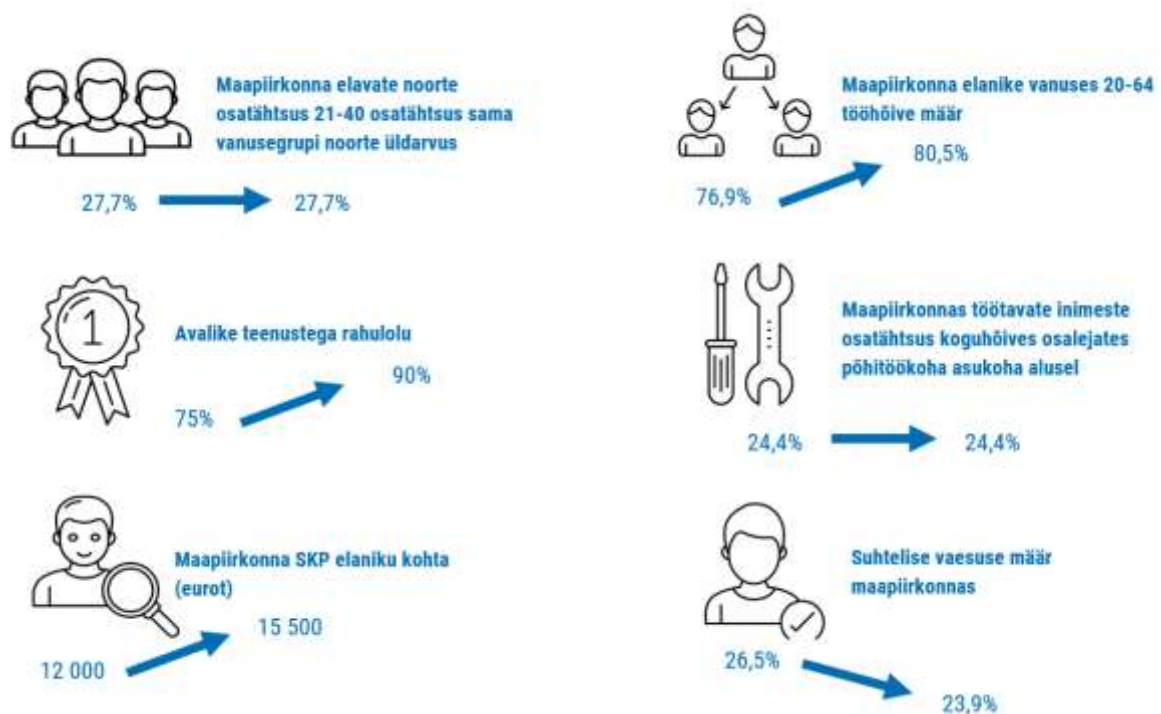 Maapiirkonna elavate noorte
osatähtsus 21-40 osatähtsus sama
vanusegrupi noorte üldarvus
27,7%
27,7%
Maapiirkonna elanike vanuses 20-64
tööhõive määr
80,5%
76,9%
1
Avalike teenustega rahulolu
90%
75%
Maapiirkonnas töötavate inimeste
osatähtsus koguhõives osalejates
põhitöökoha asukoha alusel
24,4%
24,4%
Maapiirkonna SKP elaniku kohta
(eurot)
15 500
12 000
Suhtelise vaesuse määr
maapiirkonnas
26,5%
23,9%